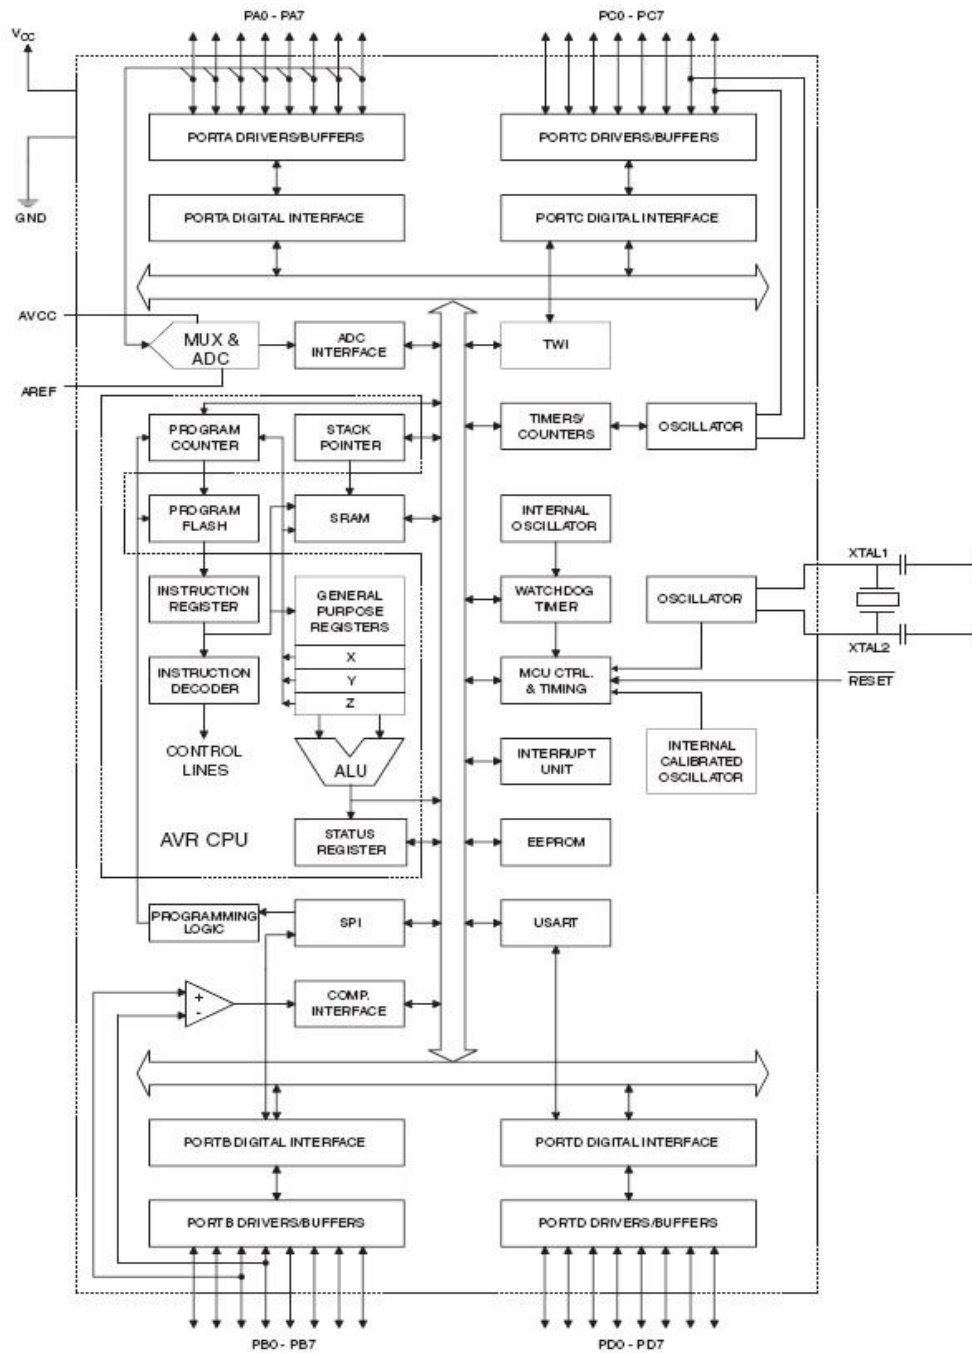 PA0 - PA7
PC0 - PC7
VCC
PORTA DRIVERS/BUFFERS
PORTC DRIVERS/BUFFERS
PORTA DIGITAL INTERFACE
PORTC DIGITAL INTERFACE
GND
AVCC
MUX &
ADC
ADC
INTERFACE
TWI
AREF
PROGRAM
COUNTER
STACK
POINTER
TIMERS/
COUNTERS
OSCILLATOR
PROGRAM
FLASH
SRAM
INTERNAL
OSCILLATOR
XTAL1
INSTRUCTION
REGISTER
GENERAL
PURPOSE
REGISTERS
WATCHDOG
TIMER
OSCILLATOR
XTAL2
X
Y
Z
INSTRUCTION
DECODER
MCU CTRL.
& TIMING
RESET
CONTROL
LINES
ALU
INTERRUPT
UNIT
INTERNAL
CALIBRATED
OSCILLATOR
AVR CPU
STATUS
REGISTER
EEPROM
PROGRAMMING
LOGIC
SPI
USART
+
-
COMP.
INTERFACE
PORTB DIGITAL INTERFACE
PORTD DIGITAL INTERFACE
PORTB DRIVERS/BUFFERS
PORTD DRIVERS/BUFFERS
PB0 - PB7
PD0 - PD7